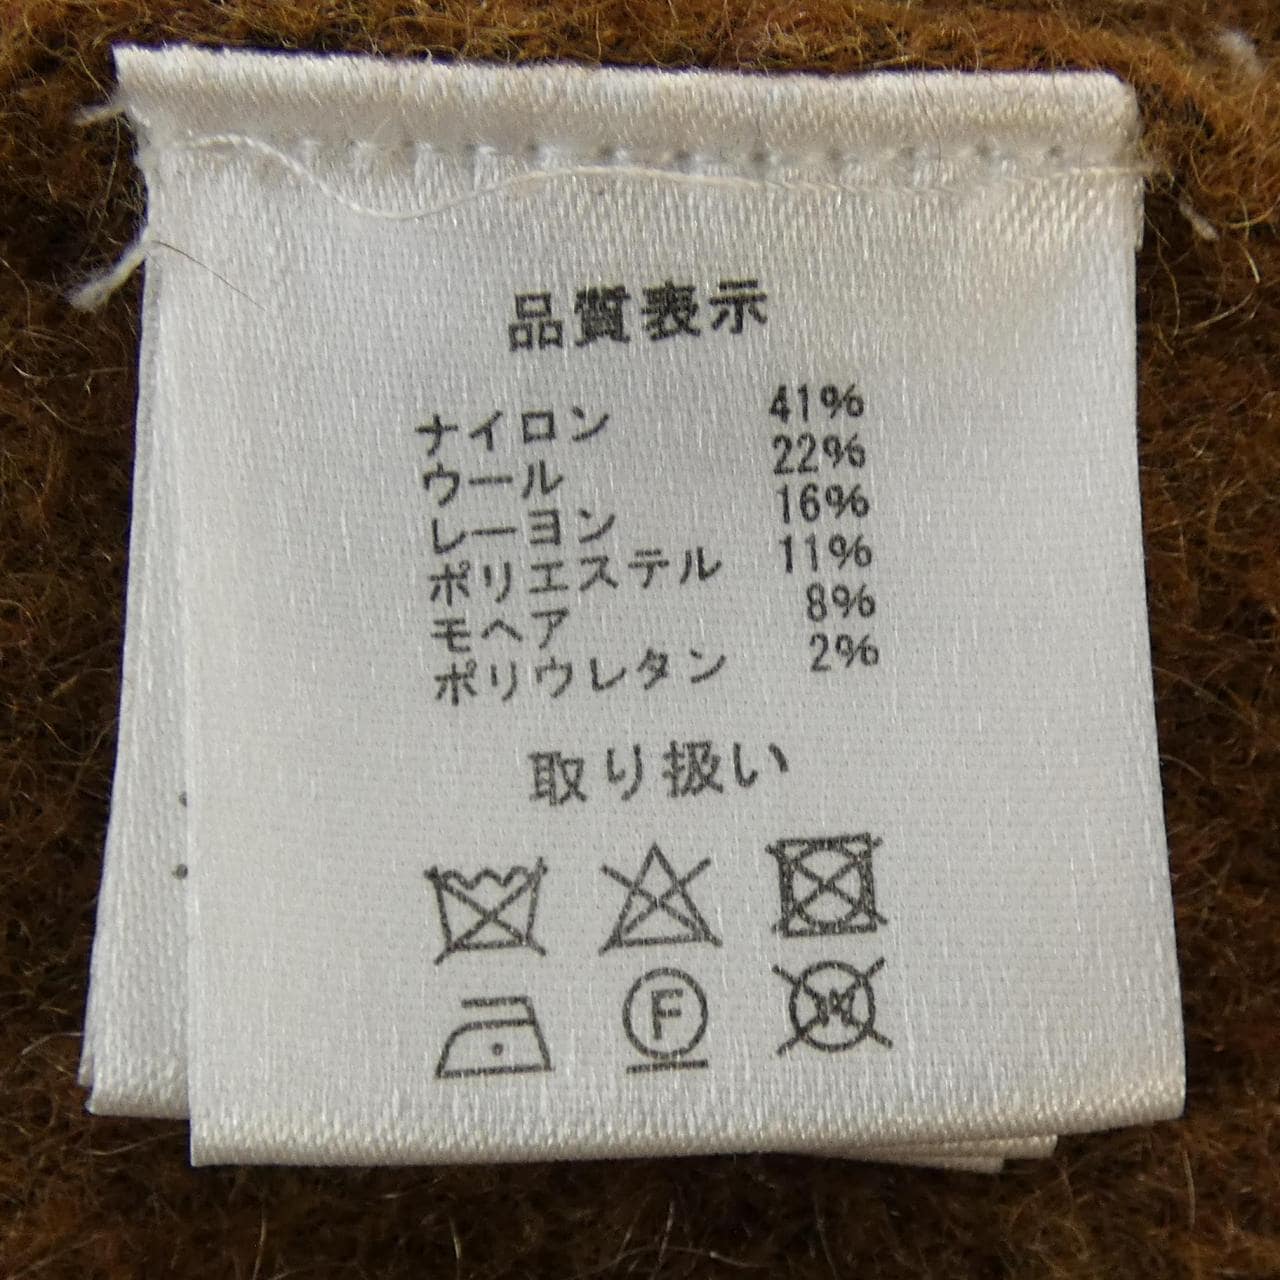 品質表示
ナイロン 41%
ウール 22%
レーヨン 16%
ポリエステル 11%
モヘア 8%
ポリウレタン 2%
取り扱い
F
W